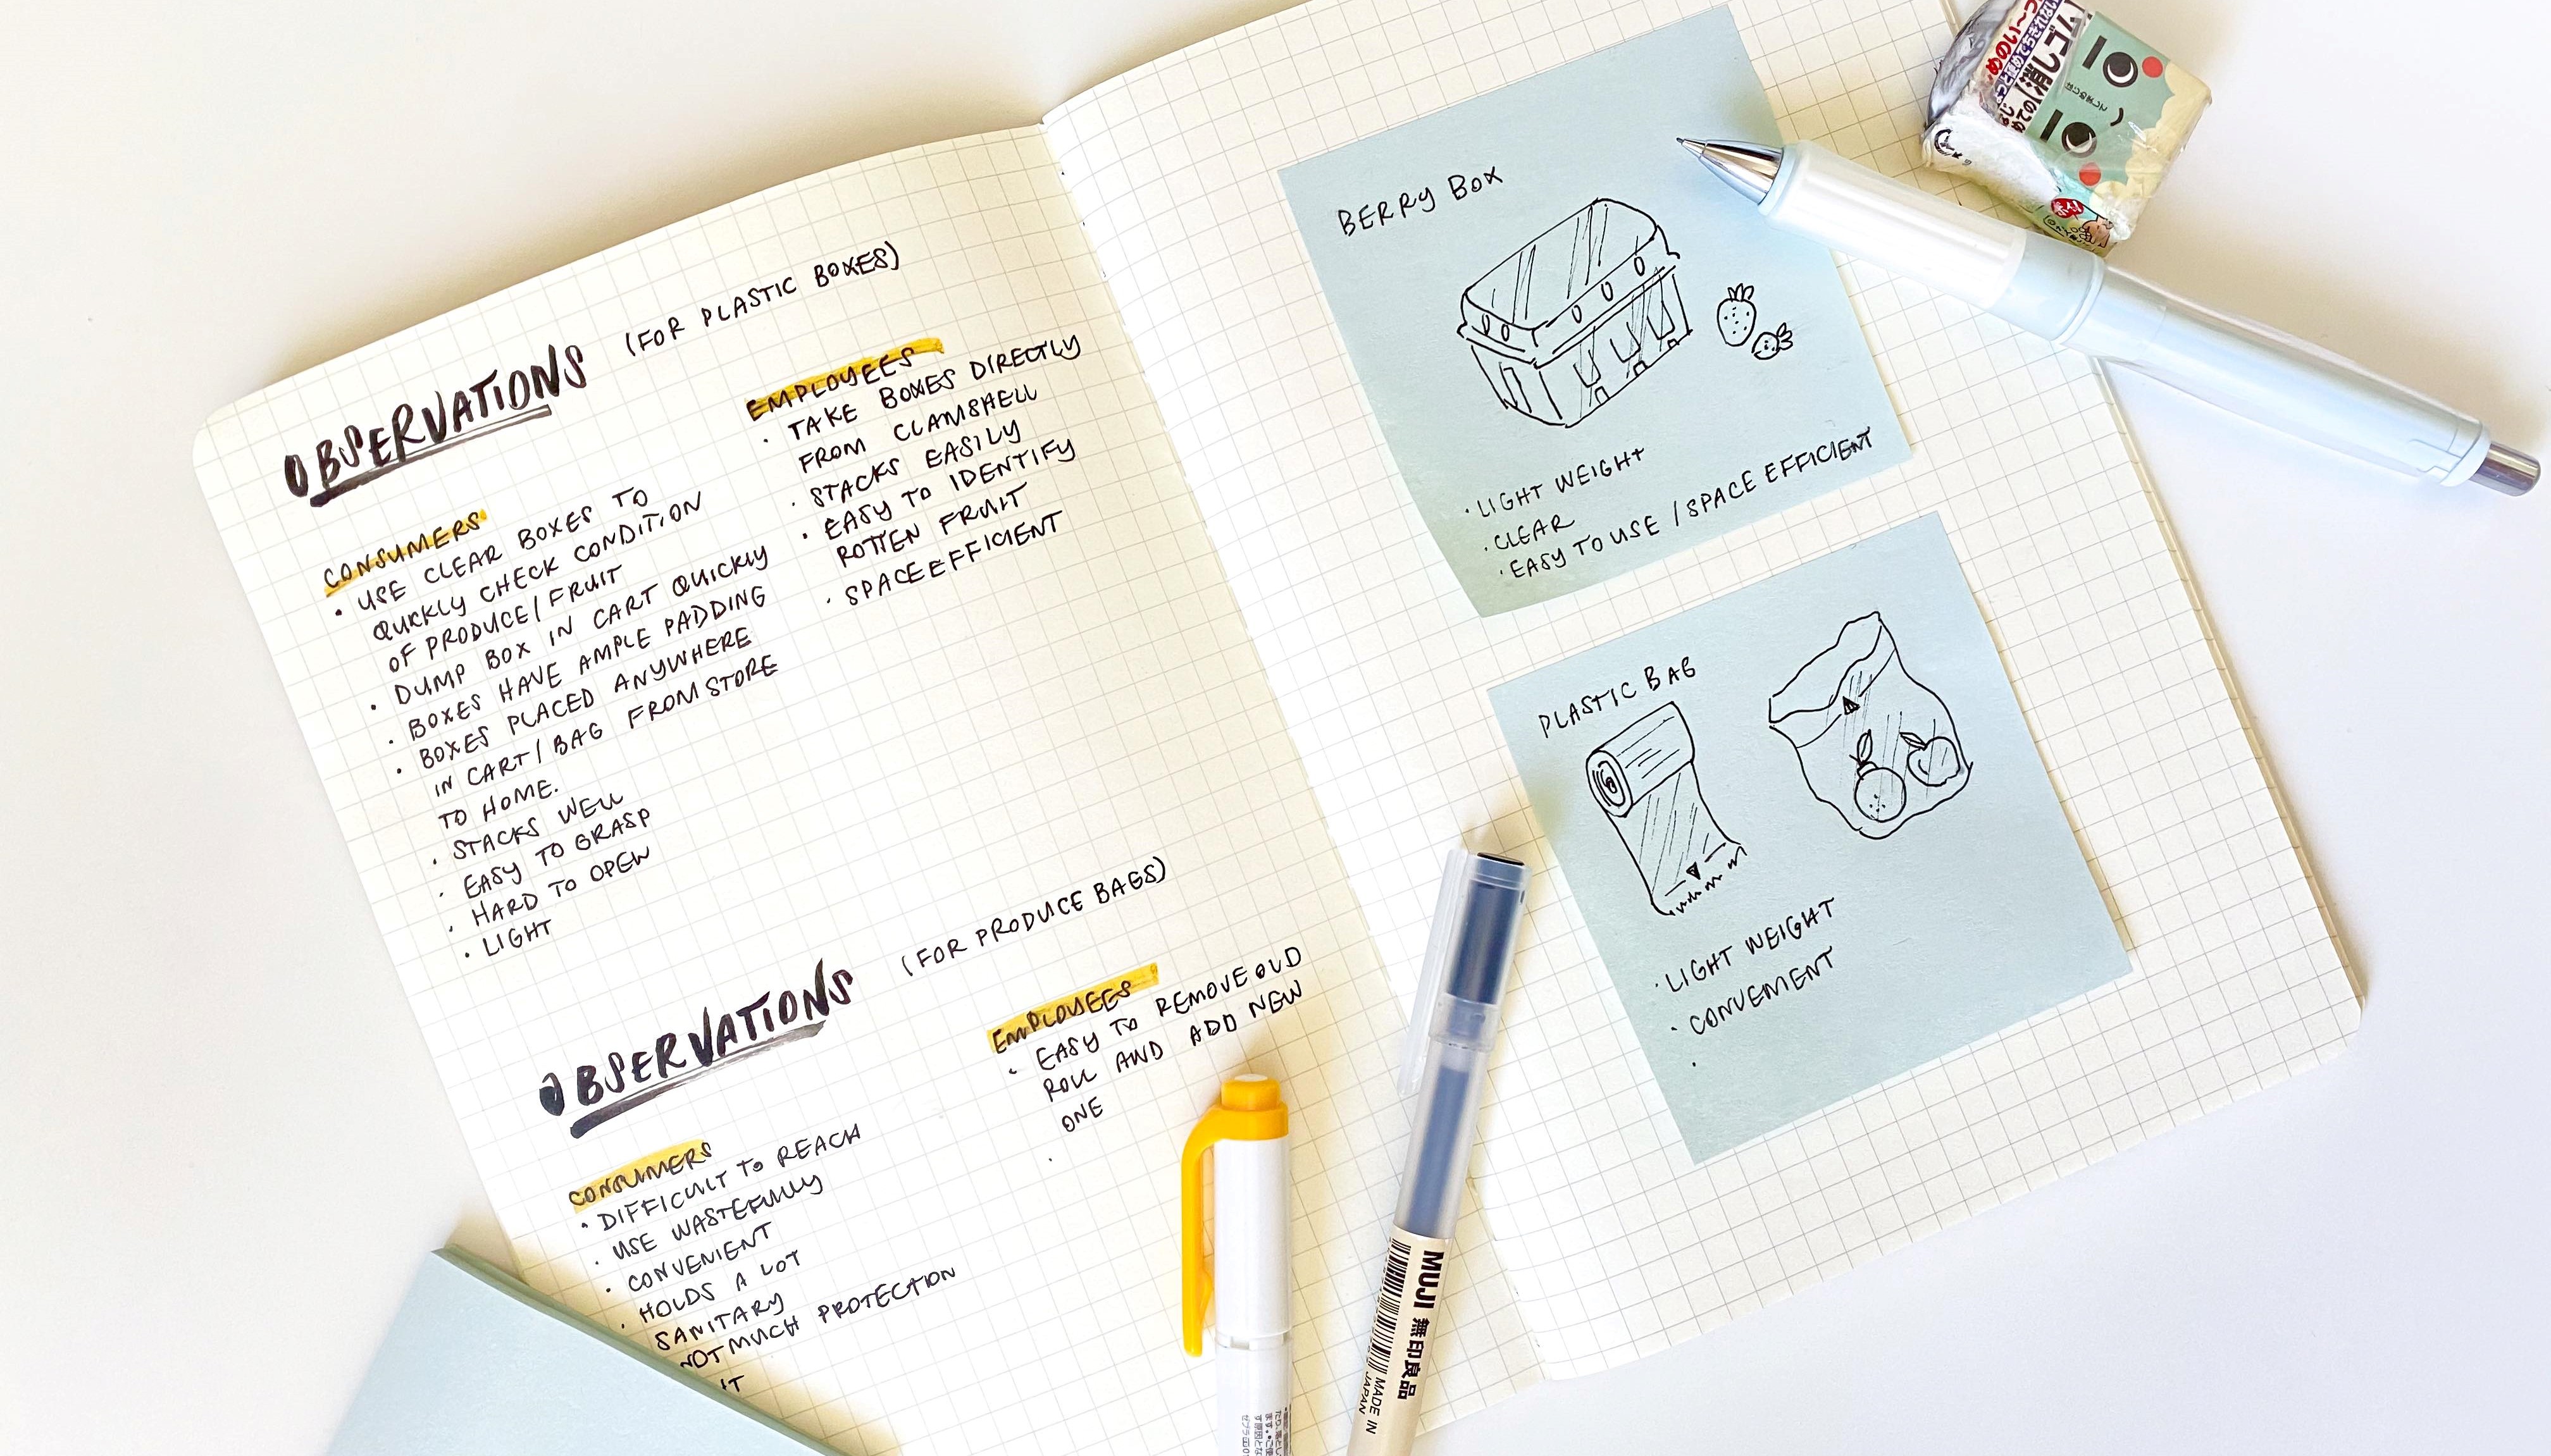 OBSERVATIONS (FOR PLASTIC BOXES)
CONSUMERS
• USE CLEAR BOXES TO
QUICKLY CHECK CONDITION
OF PRODUCE/FRUIT
• DUMP BOX IN CART QUICKLY
• BOXES HAVE AMPLE PADDING
• BOXES PLACED ANYWHERE
IN CART/BAG FROM STORE
TO HOME.
• STACKS WELL
• EASY TO GRASP
• HARD TO OPEN
• LIGHT
EMPLOYEES
• TAKE BOXES DIRECTLY
FROM CLAMSHELL
• STACKS EASILY
• EASY TO IDENTIFY
ROTTEN FRUIT
• SPACE EFFICIENT
OBSERVATIONS (FOR PRODUCE BAGS)
CONSUMERS
• DIFFICULT TO REACH
• USE WASTEFULLY
• CONVENIENT
• HOLDS A LOT
SANITARY
NOT MUCH PROTECTION
EMPLOYEES
• EASY TO REMOVE OLD
ROLL AND ADD NEW
ONE
BERRY BOX
• LIGHT WEIGHT
• CLEAR
• EASY TO USE / SPACE EFFICIENT
PLASTIC BAG
• LIGHT WEIGHT
• CONVEMENT
MUJI 無印良品
MADE IN
JAPAN